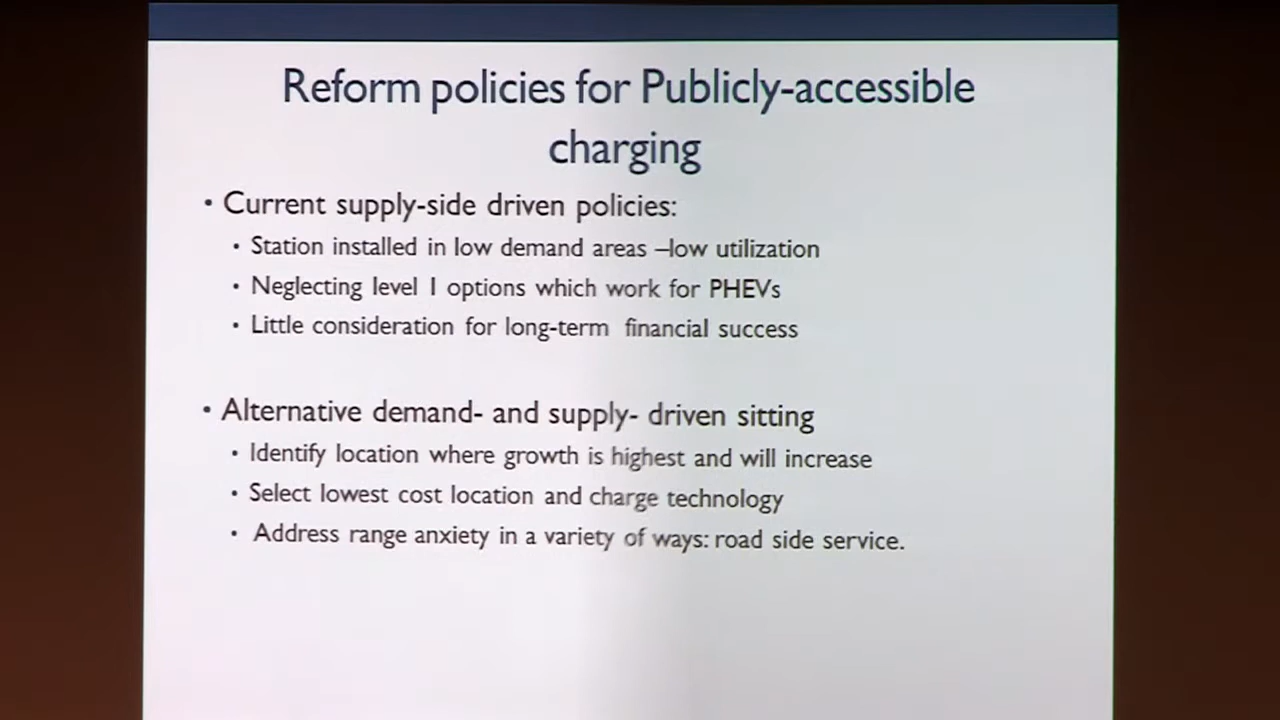 Reform policies for Publicly-accessible
charging
• Current supply-side driven policies:
• Station installed in low demand areas –low utilization
• Neglecting level 1 options which work for PHEVs
• Little consideration for long-term financial success
• Alternative demand- and supply- driven sitting
• Identify location where growth is highest and will increase
• Select lowest cost location and charge technology
• Address range anxiety in a variety of ways: road side service.